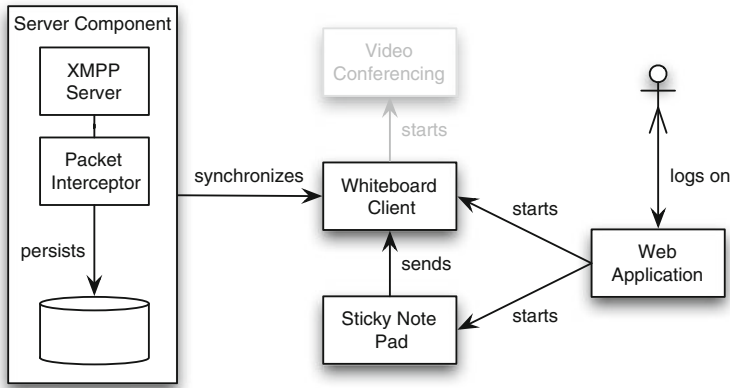 Server Component
XMPP
Server
Packet
Interceptor
persists
synchronizes
Video
Conferencing
starts
Whiteboard
Client
sends
Sticky Note
Pad
starts
starts
logs on
Web
Application